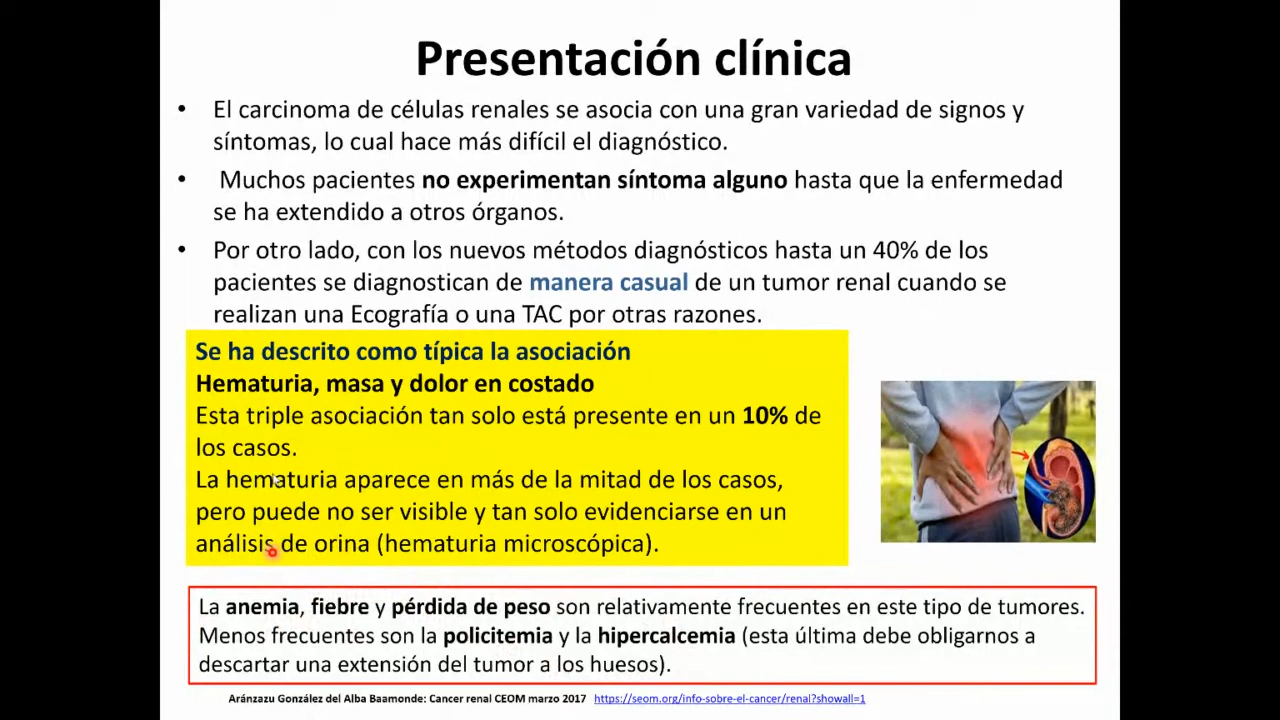 Presentación clínica
• El carcinoma de células renales se asocia con una gran variedad de signos y
síntomas, lo cual hace más difícil el diagnóstico.
• Muchos pacientes no experimentan síntoma alguno hasta que la enfermedad
se ha extendido a otros órganos.
• Por otro lado, con los nuevos métodos diagnósticos hasta un 40% de los
pacientes se diagnostican de manera casual de un tumor renal cuando se
realizan una Ecografía o una TAC por otras razones.
Se ha descrito como típica la asociación
Hematuria, masa y dolor en costado
Esta triple asociación tan solo está presente en un 10% de
los casos.
La hematuria aparece en más de la mitad de los casos,
pero puede no ser visible y tan solo evidenciarse en un
análisis de orina (hematuria microscópica).
La anemia, fiebre y pérdida de peso son relativamente frecuentes en este tipo de tumores.
Menos frecuentes son la policitemia y la hipercalcemia (esta última debe obligarnos a
descartar una extensión del tumor a los huesos).
Aránzazu González del Alba Baamonde: Cancer renal CEOM marzo 2017 https://seom.org/info-sobre-el-cancer/renal?showall=1